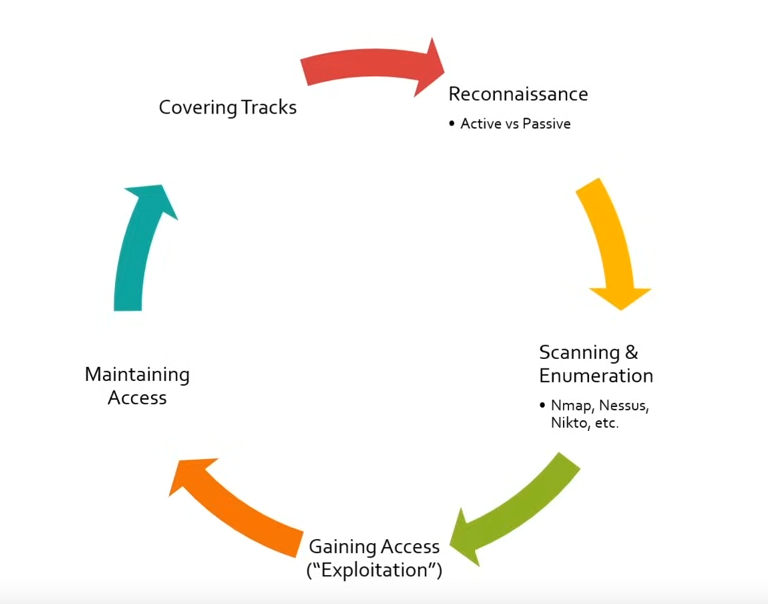 Covering Tracks
Reconnaissance
• Active vs Passive
Scanning &
Enumeration
• Nmap, Nessus,
Nikto, etc.
Gaining Access
(“Exploitation”)
Maintaining
Access